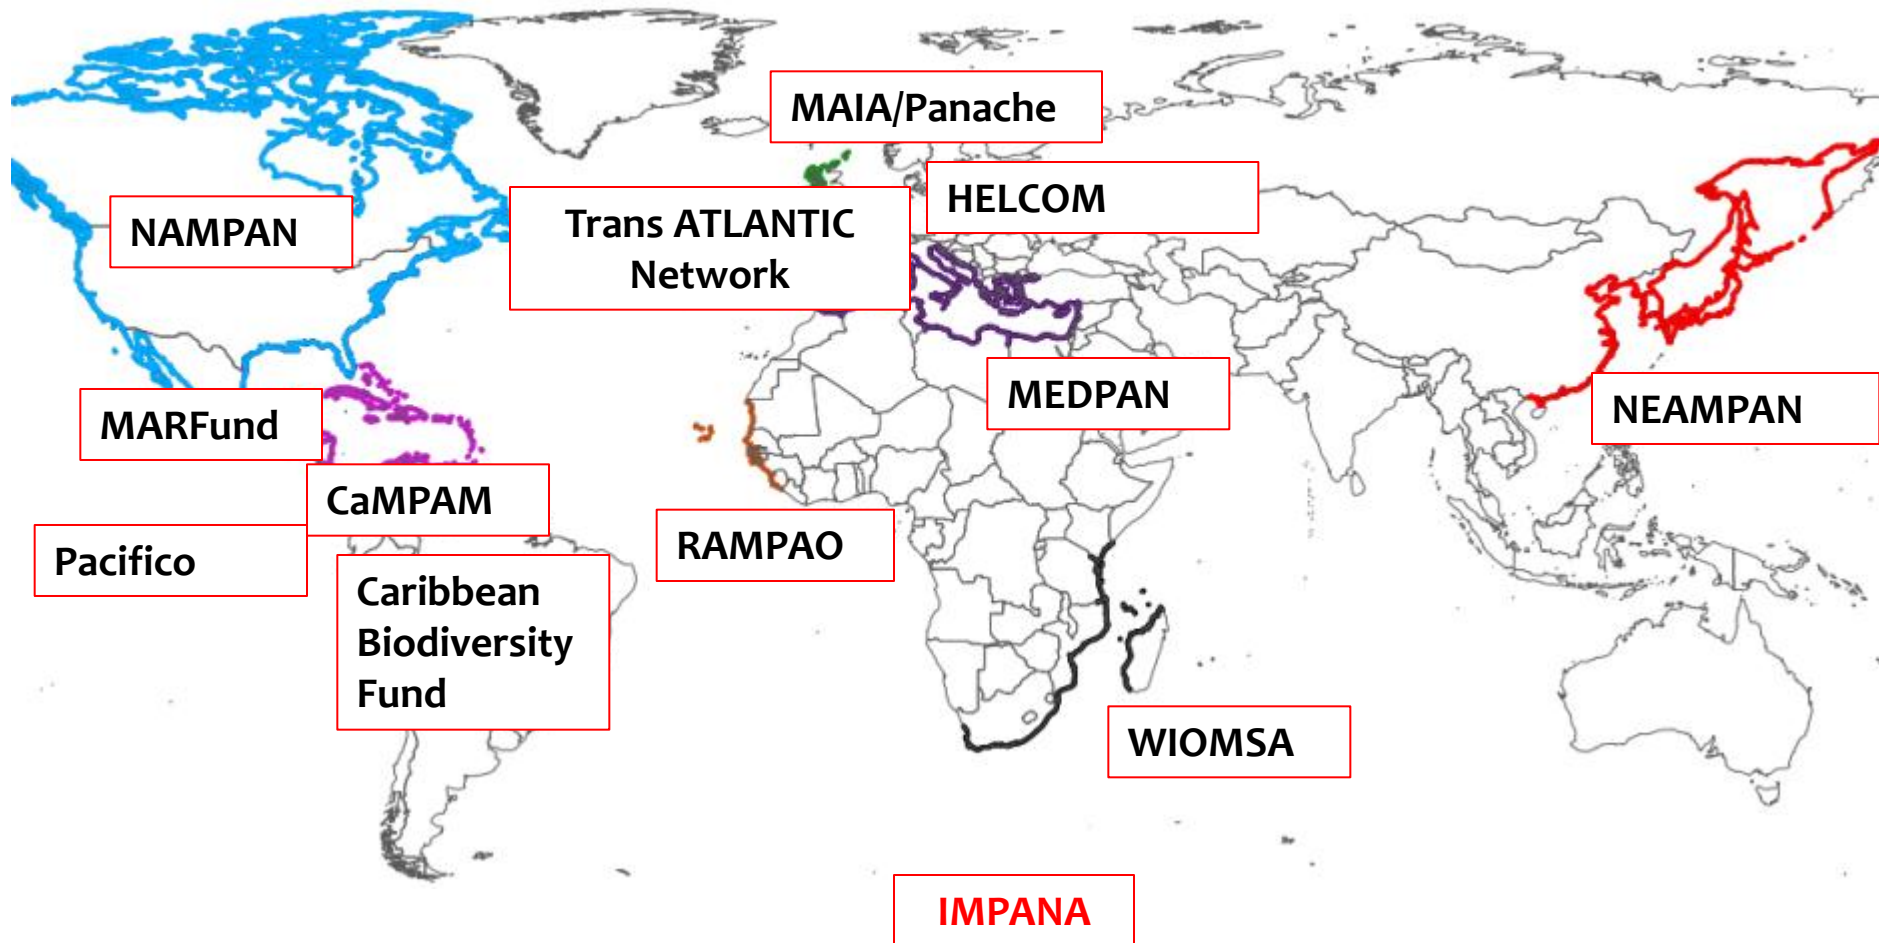 MAIA/Panache
HELCOM
NAMPAN
Trans ATLANTIC
Network
MEDPAN
NEAMPAN
MARFund
CaMPAM
Pacifico
RAMPAO
Caribbean
Biodiversity
Fund
WIOMSA
IMPANA